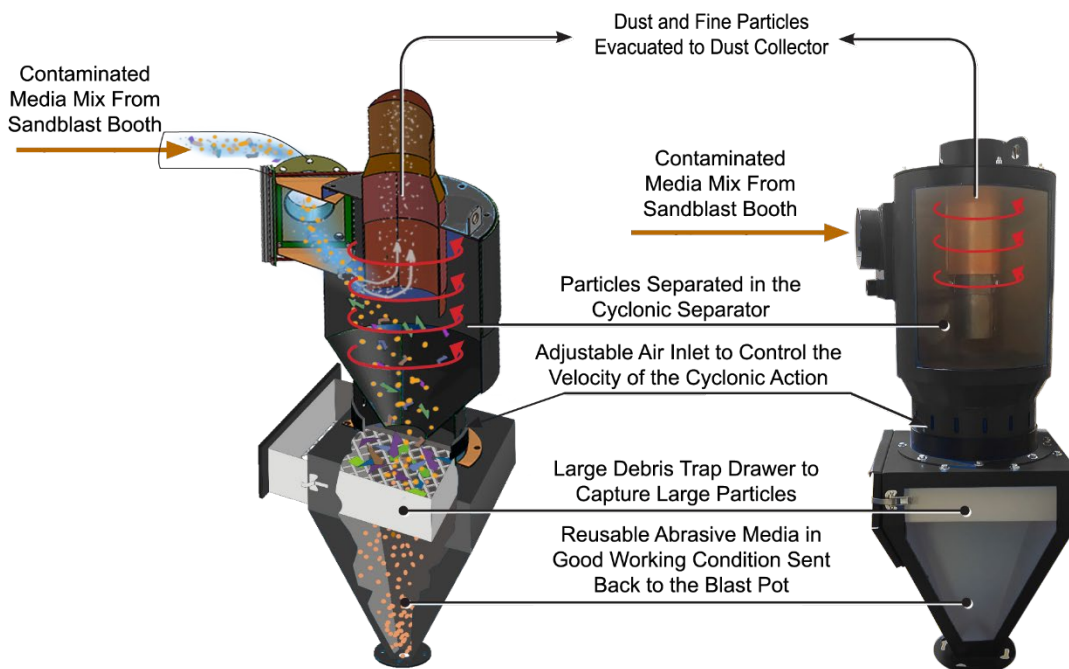 Dust and Fine Particles
Evacuated to Dust Collector
Contaminated
Media Mix From
Sandblast Booth
Contaminated
Media Mix From
Sandblast Booth
Particles Separated in the
Cyclonic Separator
Adjustable Air Inlet to Control the
Velocity of the Cyclonic Action
Large Debris Trap Drawer to
Capture Large Particles
Reusable Abrasive Media in
Good Working Condition Sent
Back to the Blast Pot